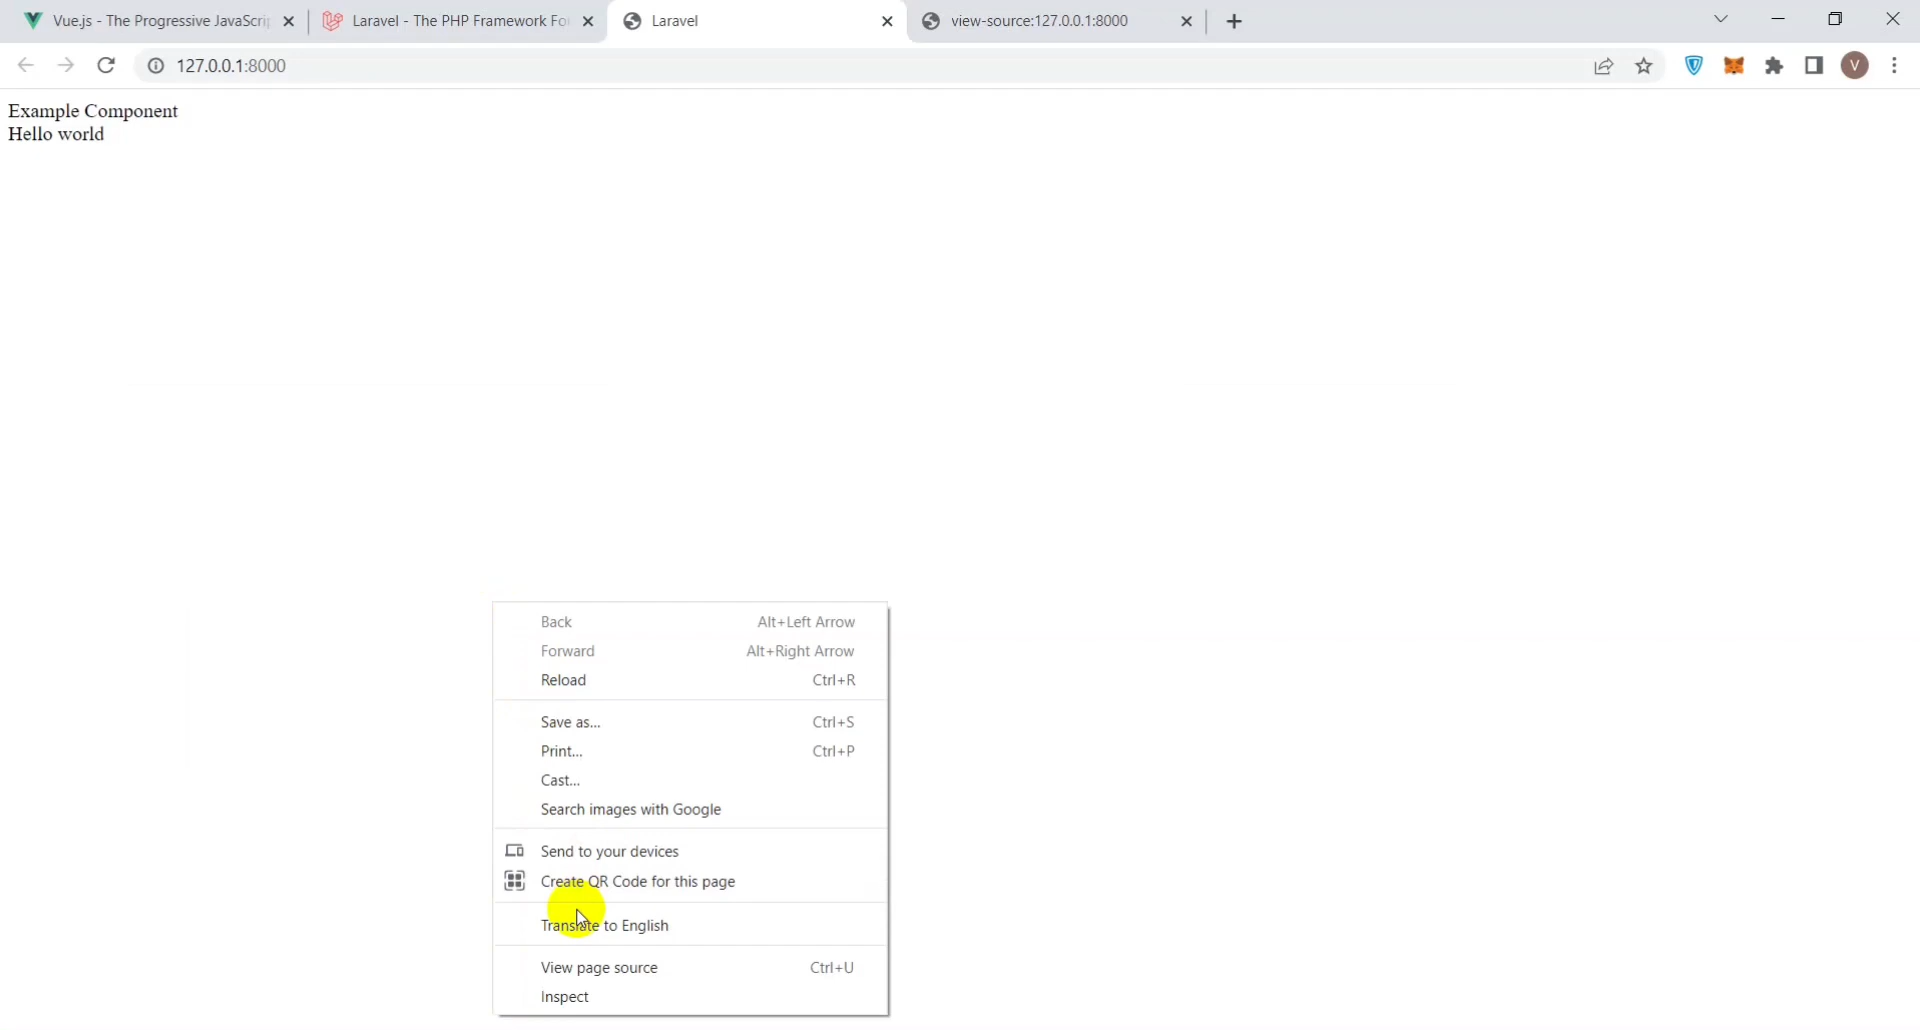 Vue.js - The Progressive JavaScri
Laravel - The PHP Framework Fo
Laravel
view-source:127.0.0.1:8000
127.0.0.1:8000
V
Example Component
Hello world
Back Alt+Left Arrow
Forward Alt+Right Arrow
Reload Ctrl+R
Save as... Ctrl+S
Print... Ctrl+P
Cast...
Search images with Google
Send to your devices
Create QR Code for this page
Translate to English
View page source Ctrl+U
Inspect